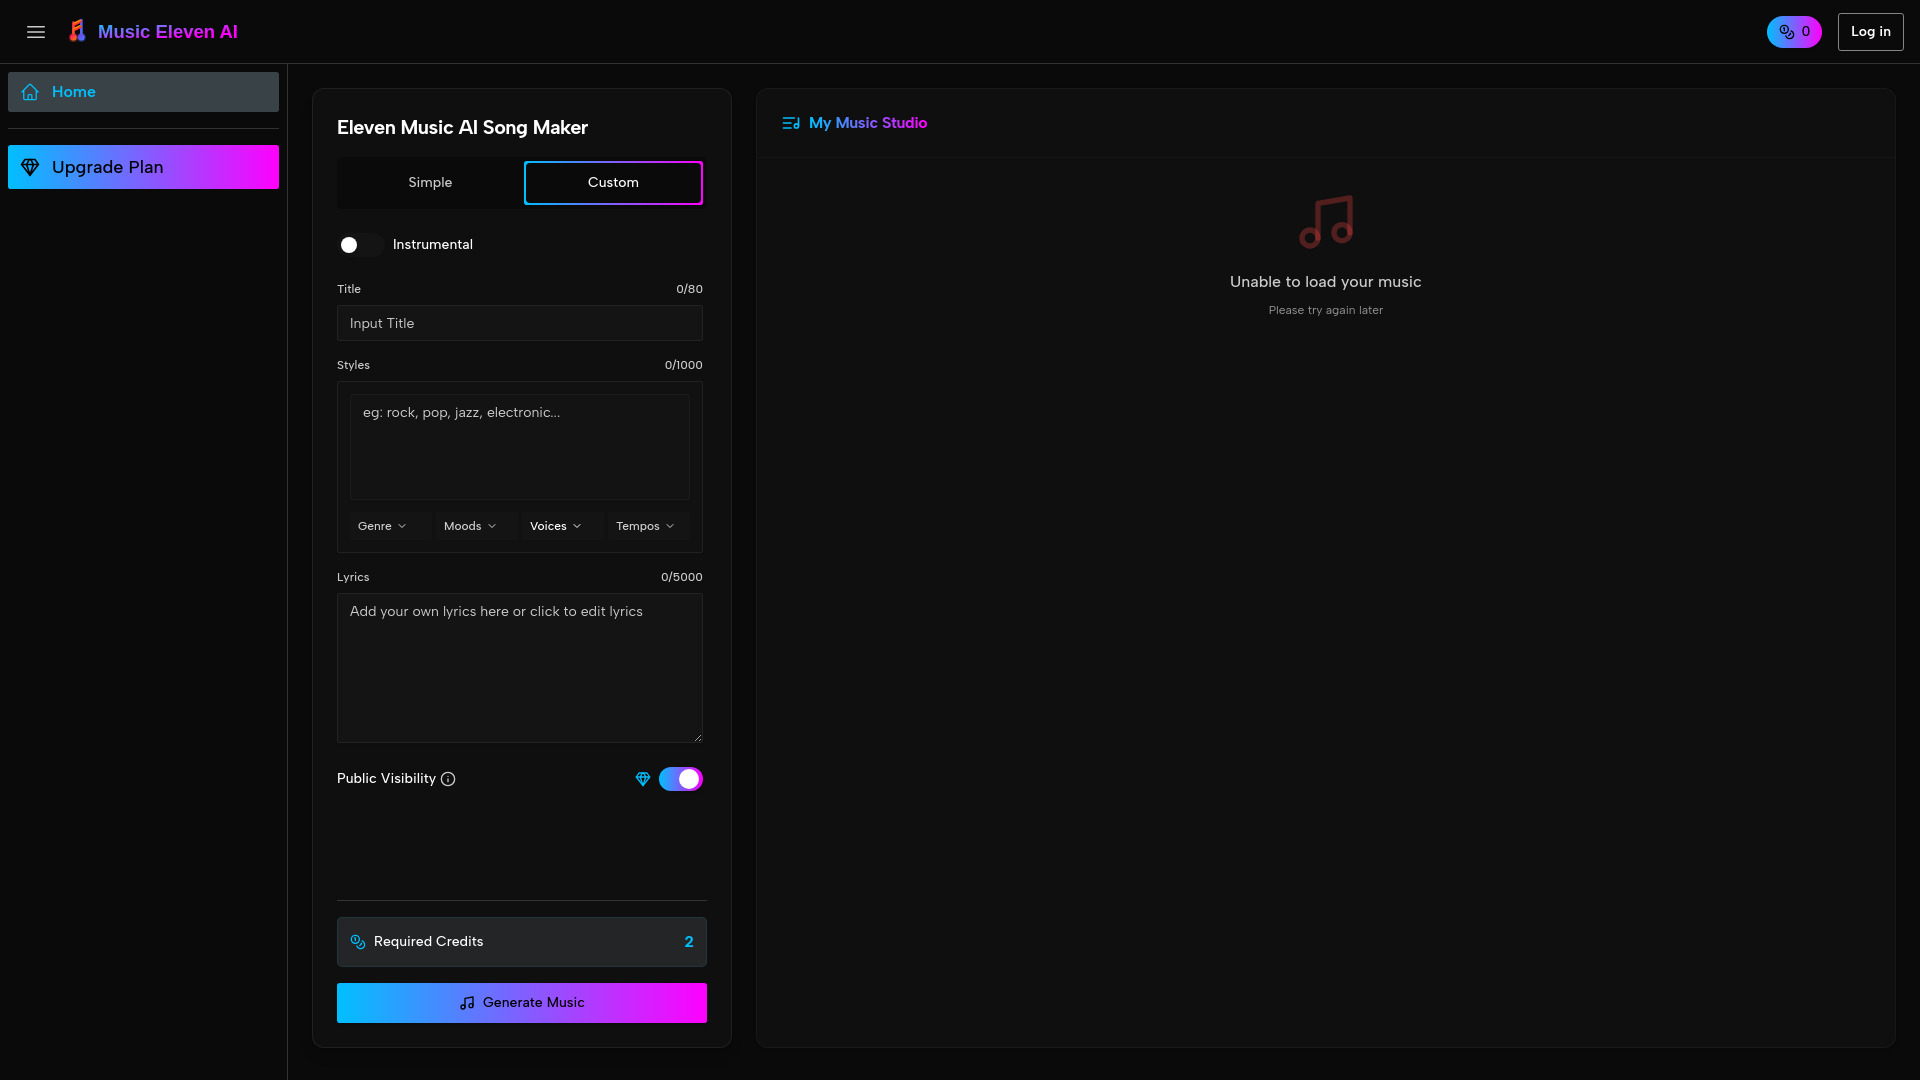 Music Eleven AI
0
Log in
Home
Upgrade Plan
Eleven Music AI Song Maker
Simple
Custom
Instrumental
Title
0/80
Input Title
Styles
0/1000
eg: rock, pop, jazz, electronic...
Genre
Moods
Voices
Tempos
Lyrics
0/5000
Add your own lyrics here or click to edit lyrics
Public Visibility
Required Credits
2
Generate Music
My Music Studio
Unable to load your music
Please try again later